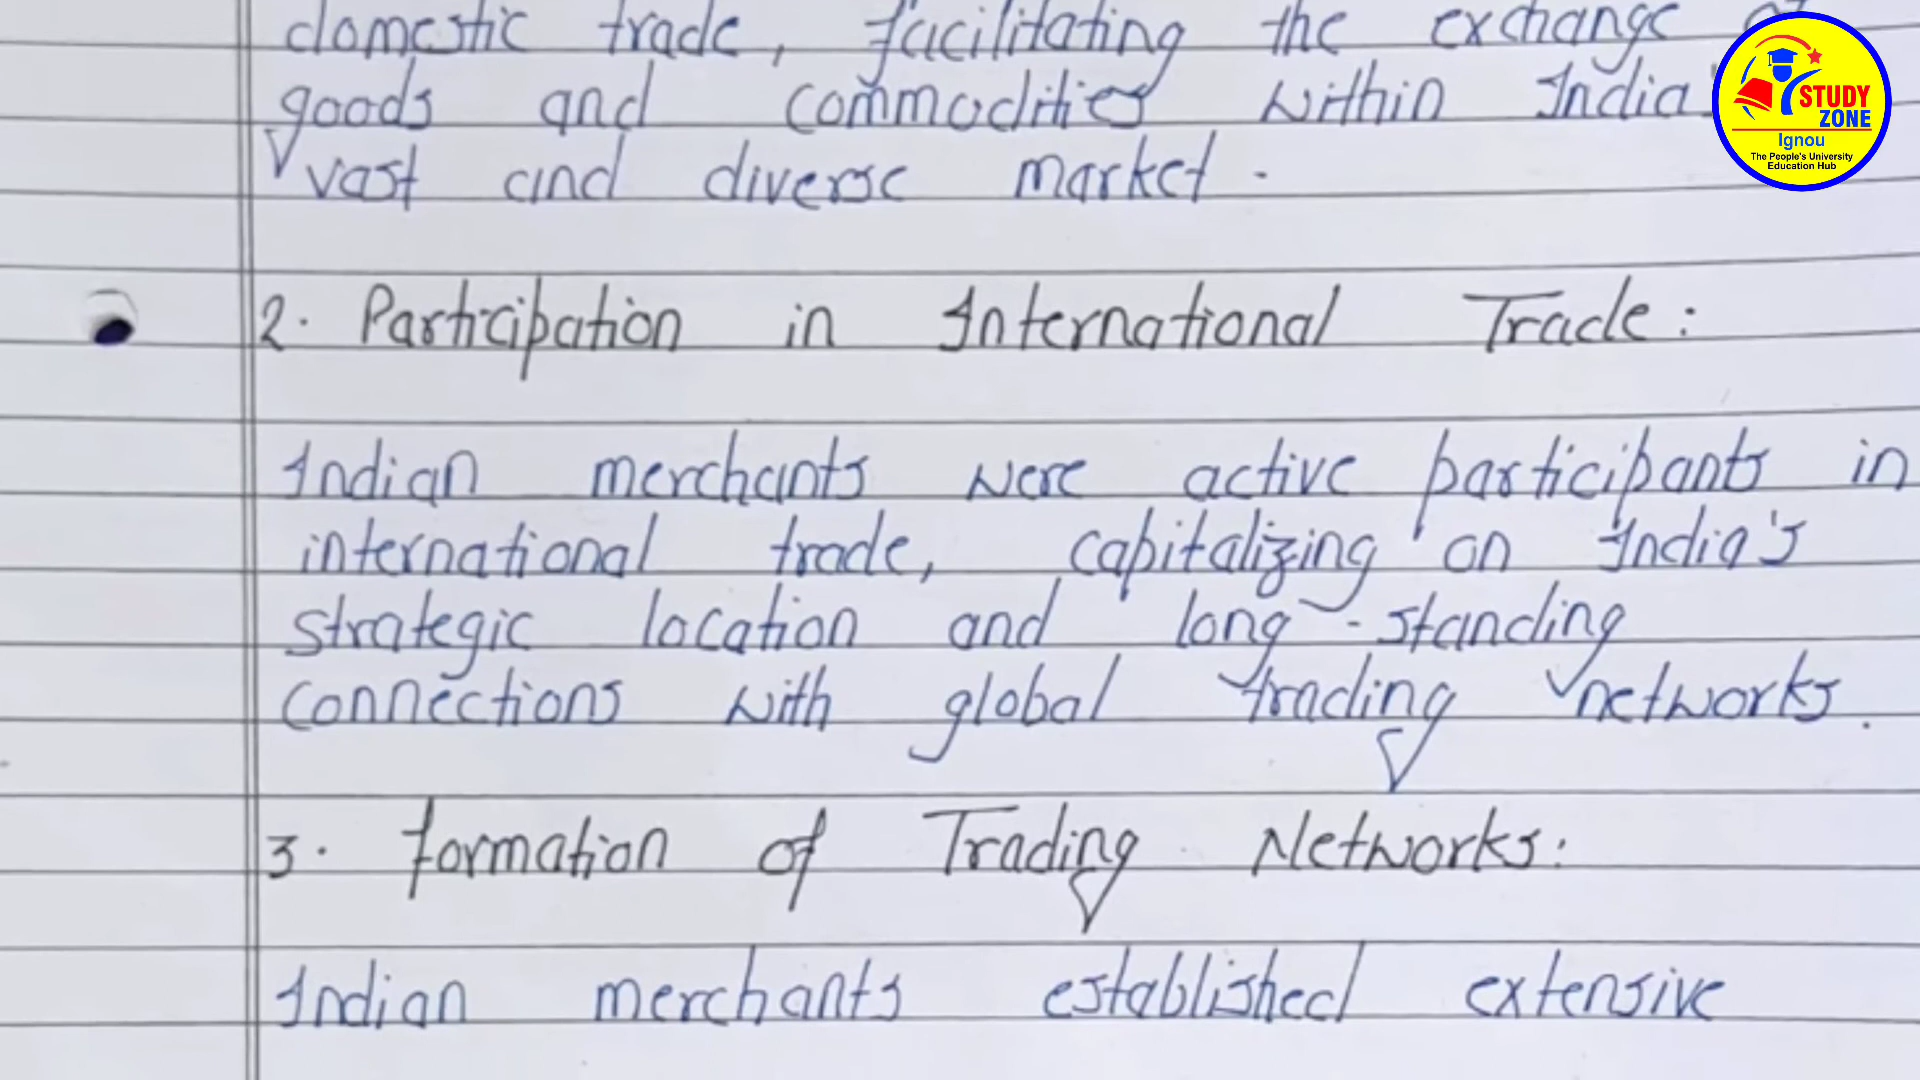 domestic trade, facilitating the exchange
goods and commodities within India's
vast and diverse market.
2. Participation in International Trade:
Indian merchants were active participants in
international trade, capitalizing on India's
strategic location and long-standing
connections with global trading networks.
3. Formation of Trading Networks:
Indian merchants established extensive
STUDY
ZONE
Ignou
The People's University
Education Hub